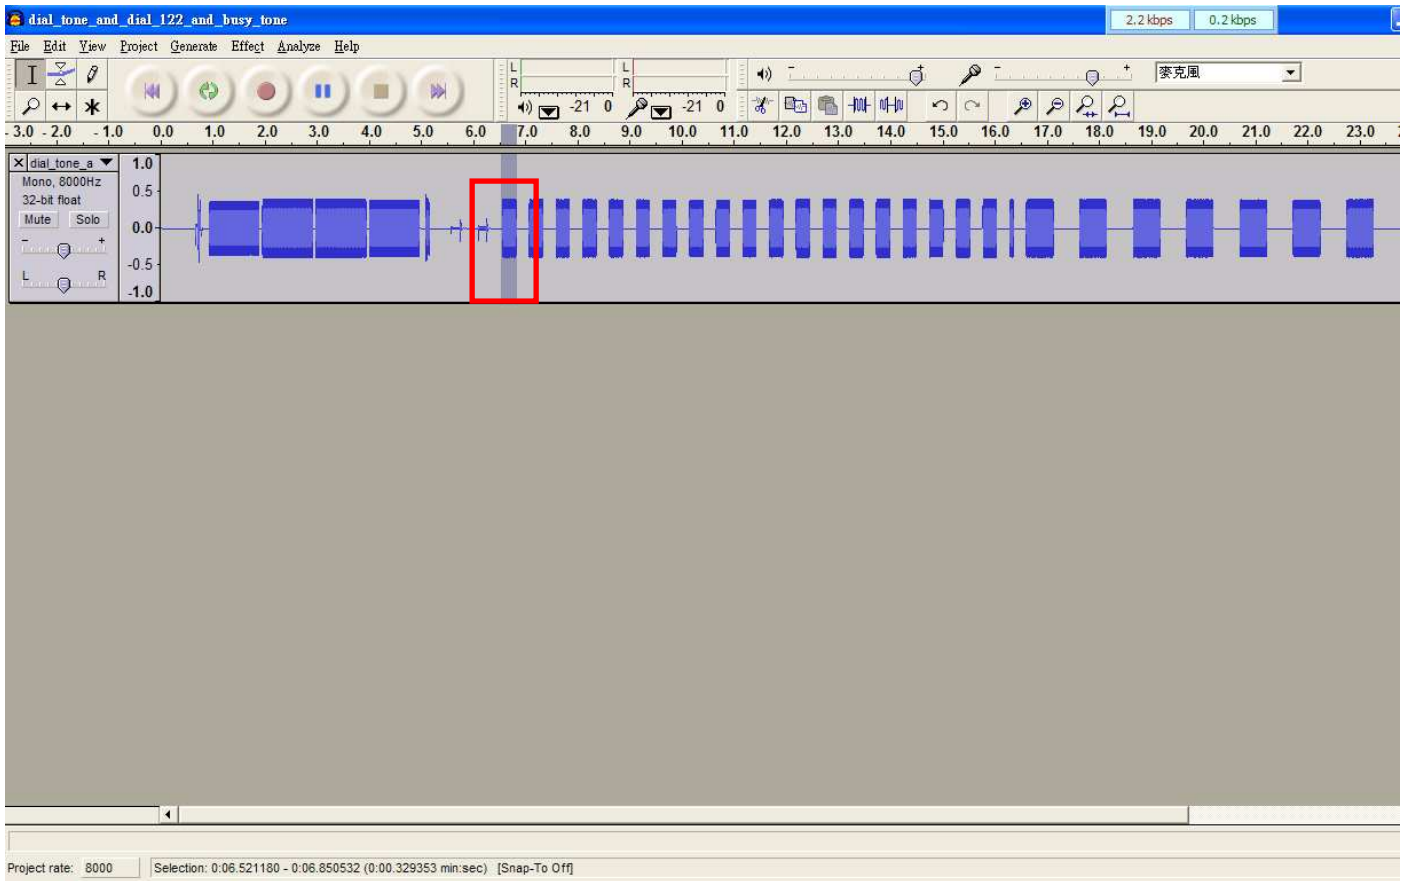 dial_tone_and_dial_122_and_busy_tone
2.2 kbps 0.2 kbps
File Edit View Project Generate Effect Analyze Help
L
R
-21 0
L
R
-21 0
- +
- +
麥克風
- 3.0 - 2.0 - 1.0 0.0 1.0 2.0 3.0 4.0 5.0 6.0 7.0 8.0 9.0 10.0 11.0 12.0 13.0 14.0 15.0 16.0 17.0 18.0 19.0 20.0 21.0 22.0 23.0
X dial_tone_a
Mono, 8000Hz
32-bit float
Mute Solo
- +
L R
1.0
0.5
0.0
-0.5
-1.0
Project rate: 8000 Selection: 0:06.521180 - 0:06.850532 (0:00.329353 min:sec) [Snap-To Off]